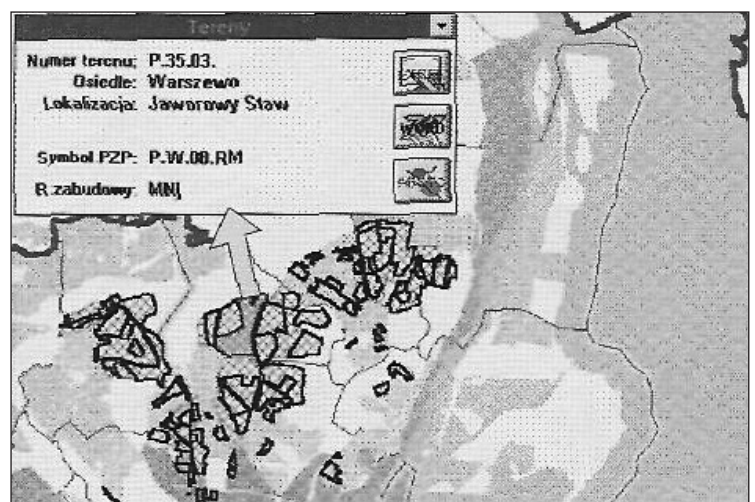 Tereny
Numer terenu: P.35.03.
Osiedle: Warszewo
Lokalizacja: Jaworowy Staw
Symbol PZP: P.W.08.RM
R.zabudowy: MNj